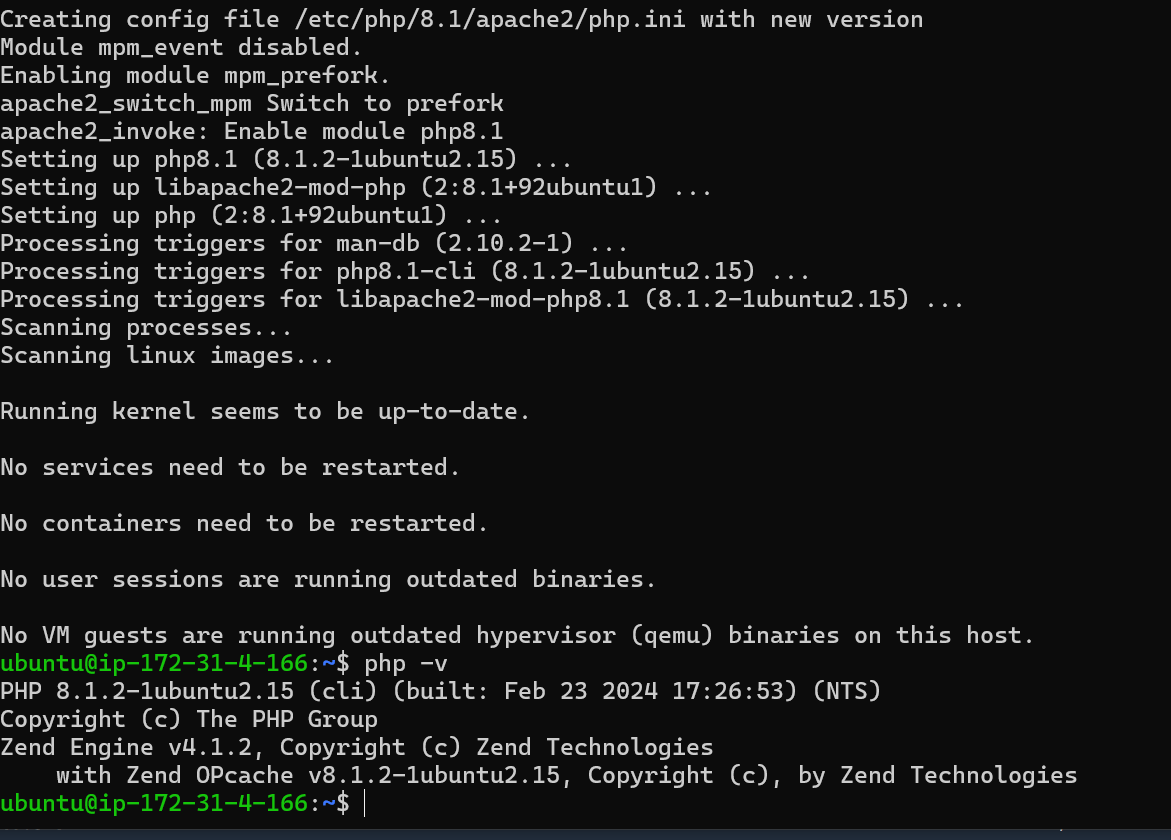 Creating config file /etc/php/8.1/apache2/php.ini with new version
Module mpm_event disabled.
Enabling module mpm_prefork.
apache2_switch_mpm Switch to prefork
apache2_invoke: Enable module php8.1
Setting up php8.1 (8.1.2-1ubuntu2.15) ...
Setting up libapache2-mod-php (2:8.1+92ubuntu1) ...
Setting up php (2:8.1+92ubuntu1) ...
Processing triggers for man-db (2.10.2-1) ...
Processing triggers for php8.1-cli (8.1.2-1ubuntu2.15) ...
Processing triggers for libapache2-mod-php8.1 (8.1.2-1ubuntu2.15) ...
Scanning processes...
Scanning linux images...
Running kernel seems to be up-to-date.
No services need to be restarted.
No containers need to be restarted.
No user sessions are running outdated binaries.
No VM guests are running outdated hypervisor (qemu) binaries on this host.
ubuntu@ip-172-31-4-166:~$ php -v
PHP 8.1.2-1ubuntu2.15 (cli) (built: Feb 23 2024 17:26:53) (NTS)
Copyright (c) The PHP Group
Zend Engine v4.1.2, Copyright (c) Zend Technologies
    with Zend OPcache v8.1.2-1ubuntu2.15, Copyright (c), by Zend Technologies
ubuntu@ip-172-31-4-166:~$